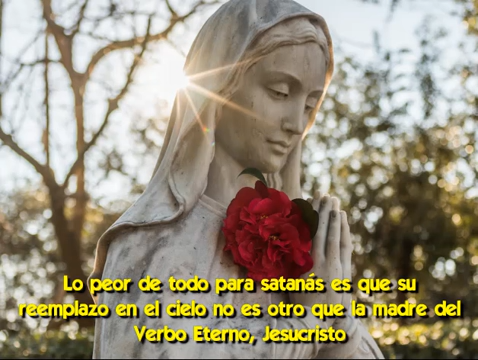 Lo peor de todo para satanás es que su
reemplazo en el cielo no es otro que la madre del
Verbo Eterno, Jesucristo